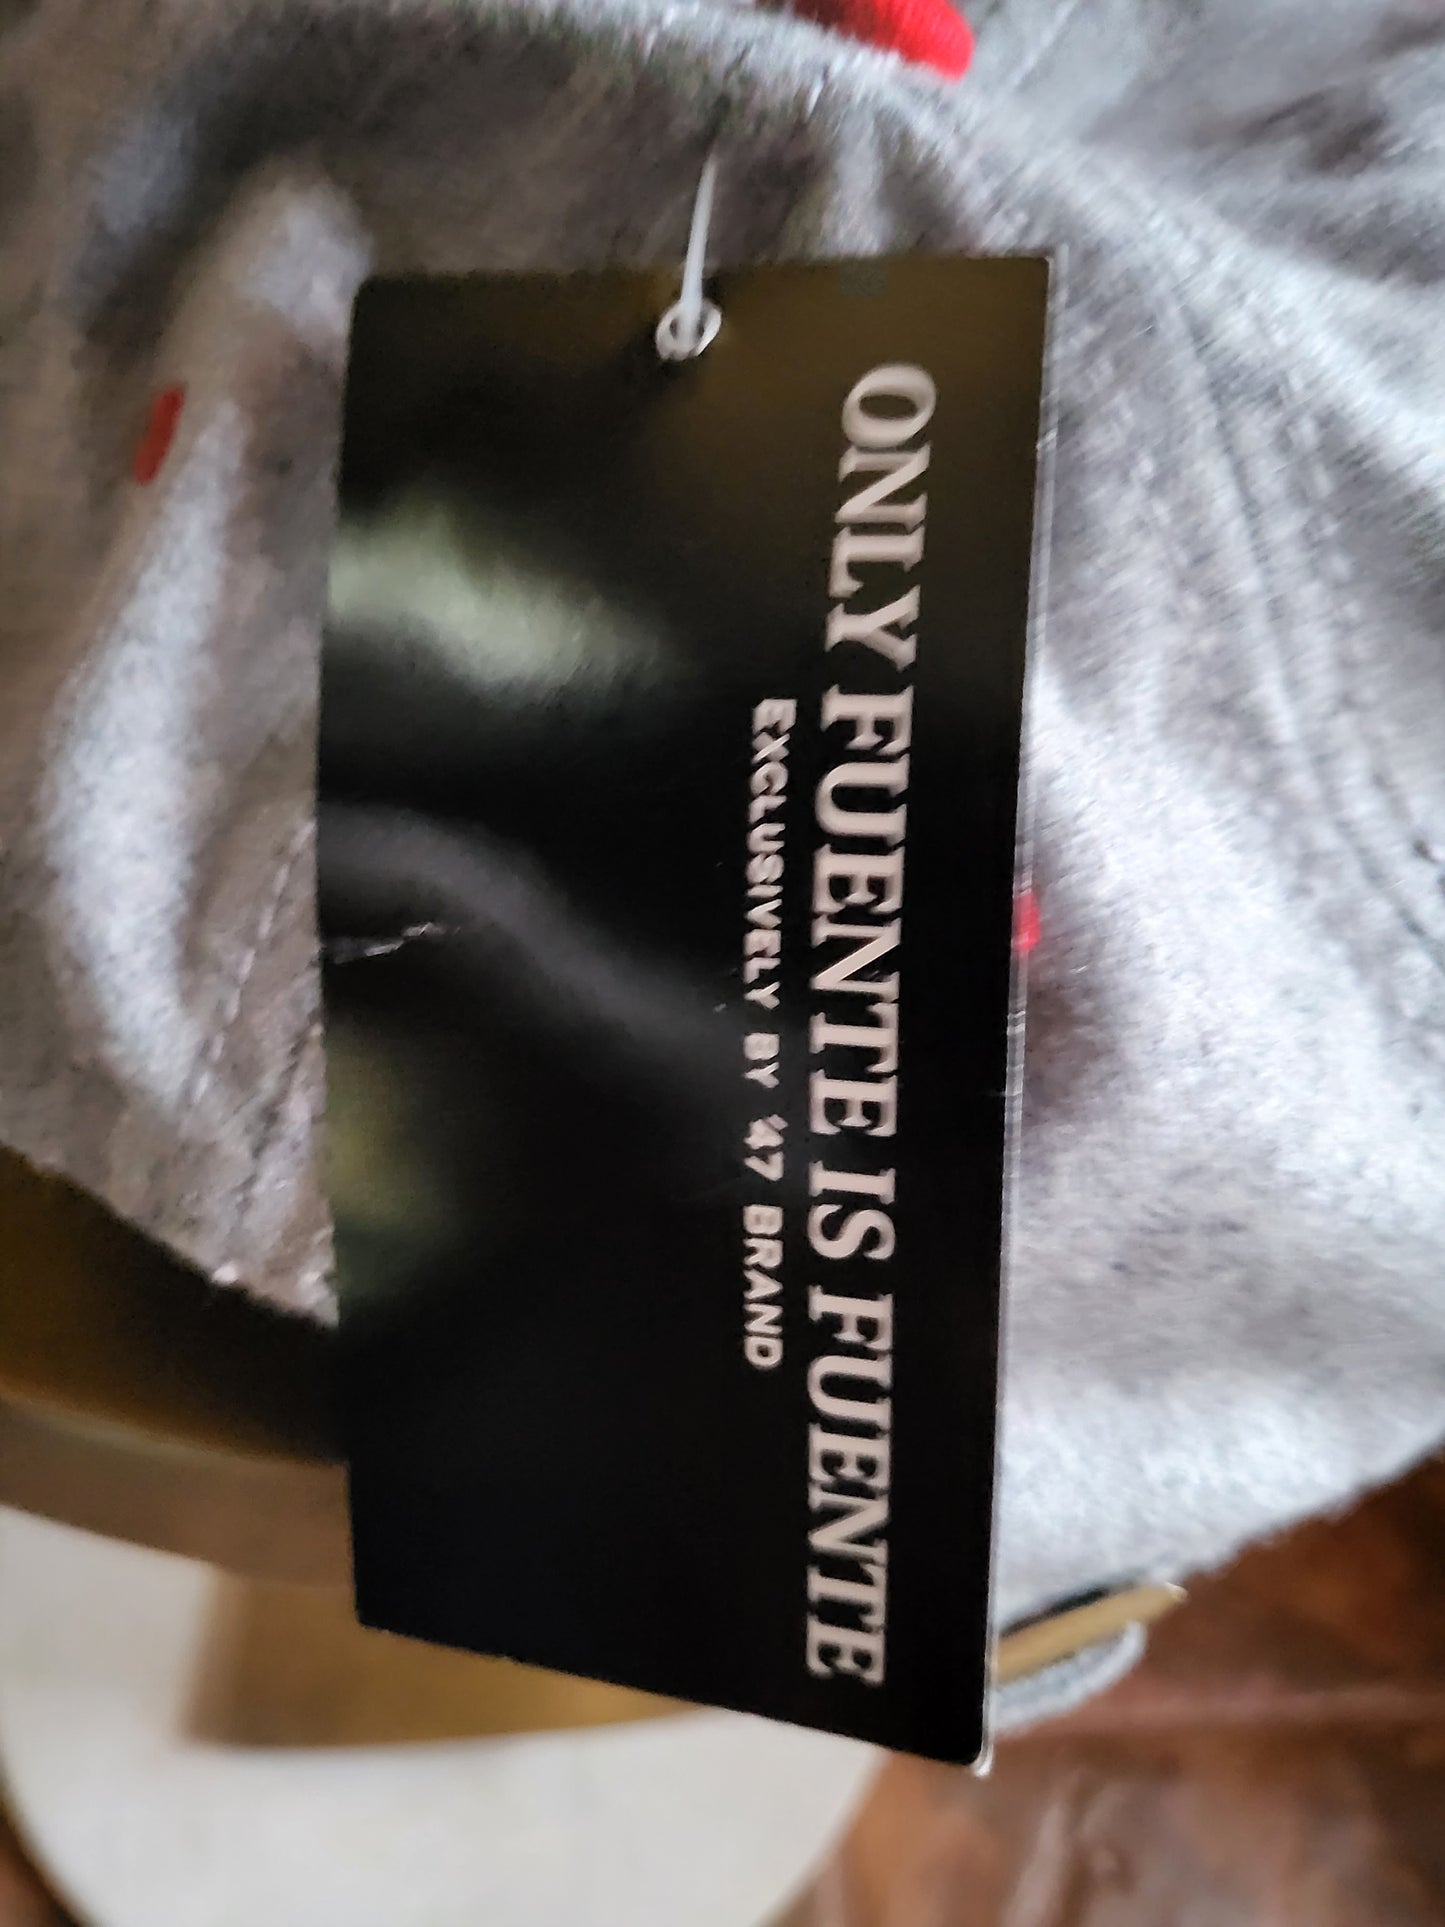 ONLY FUENTE IS FUENTE
EXCLUSIVELY BY '47 BRAND